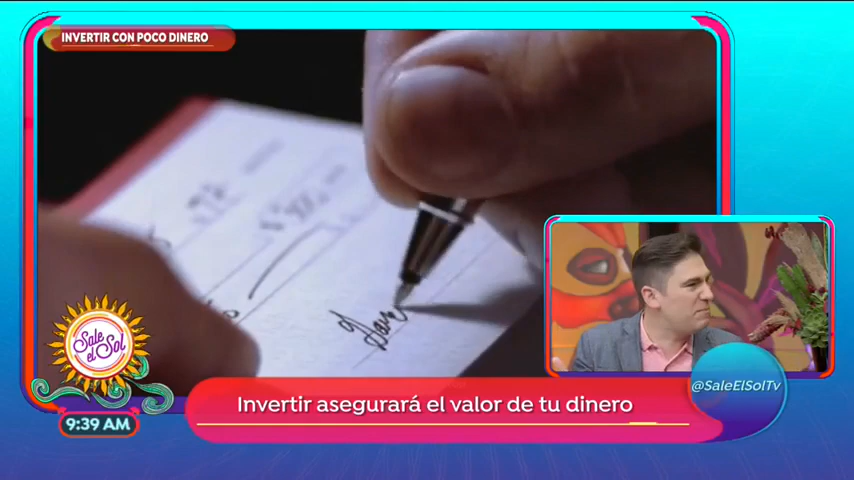 INVERTIR CON POCO DINERO
Sale
el Sol
9:39 AM
Invertir asegurará el valor de tu dinero
@SaleElSolTv